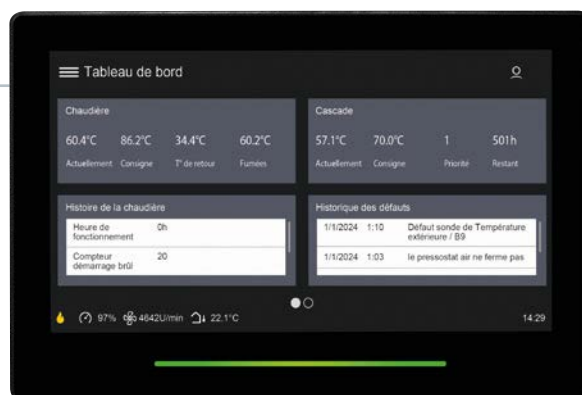 Tableau de bord
Chaudière
60.4°C 86.2°C 34.4°C 60.2°C
Actuellement Consigne T° de retour Fumées
Cascade
57.1°C 70.0°C 1 501h
Actuellement Consigne Priorité Restant
Histoire de la chaudière
Heure de 0h
fonctionnement
Compteur 20
démarrage brûl
Historique des défauts
1/1/2024 1:10 Défaut sonde de Température
extérieure / B9
1/1/2024 1:03 le pressostat air ne ferme pas
97% 4642U/min 22.1°C 14:29